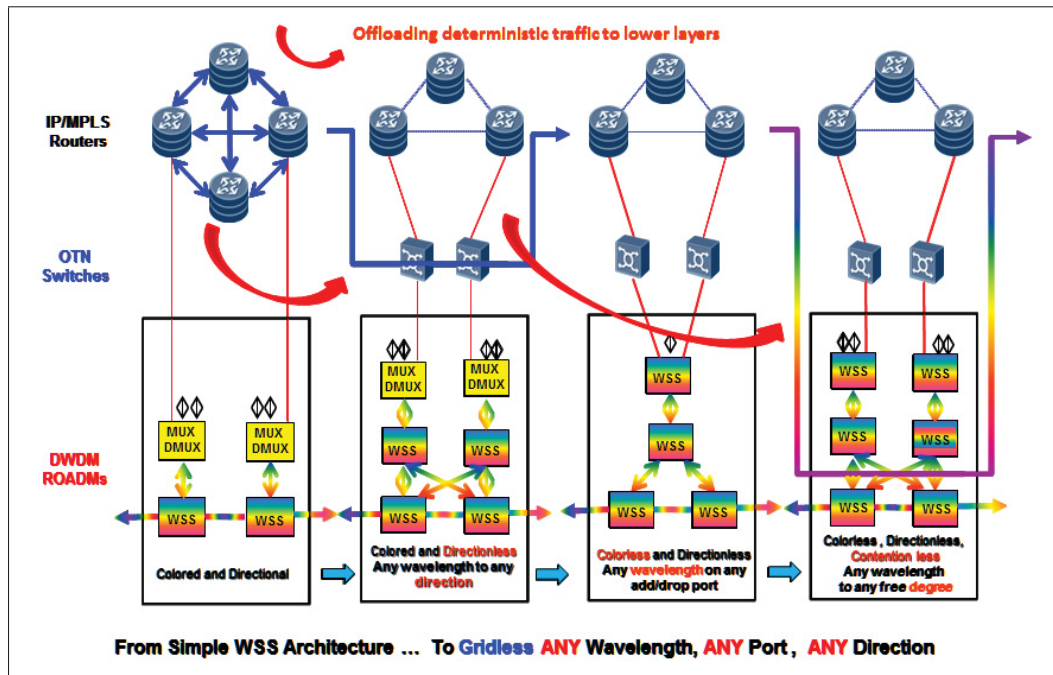 Offloading deterministic traffic to lower layers
IP/MPLS
Routers
OTN
Switches
DWDM
ROADMs
MUX
DMUX
MUX
DMUX
WSS
WSS
Colored and Directional
MUX
DMUX
MUX
DMUX
WSS
WSS
WSS
WSS
Colored and Directionless
Any wavelength to any
direction
WSS
WSS
WSS
WSS
Colorless and Directionless
Any wavelength on any
add/drop port
WSS
WSS
WSS
WSS
WSS
WSS
Colorless , Directionless,
Contention less
Any wavelength
to any free degree
From Simple WSS Architecture ... To Gridless ANY Wavelength, ANY Port , ANY Direction